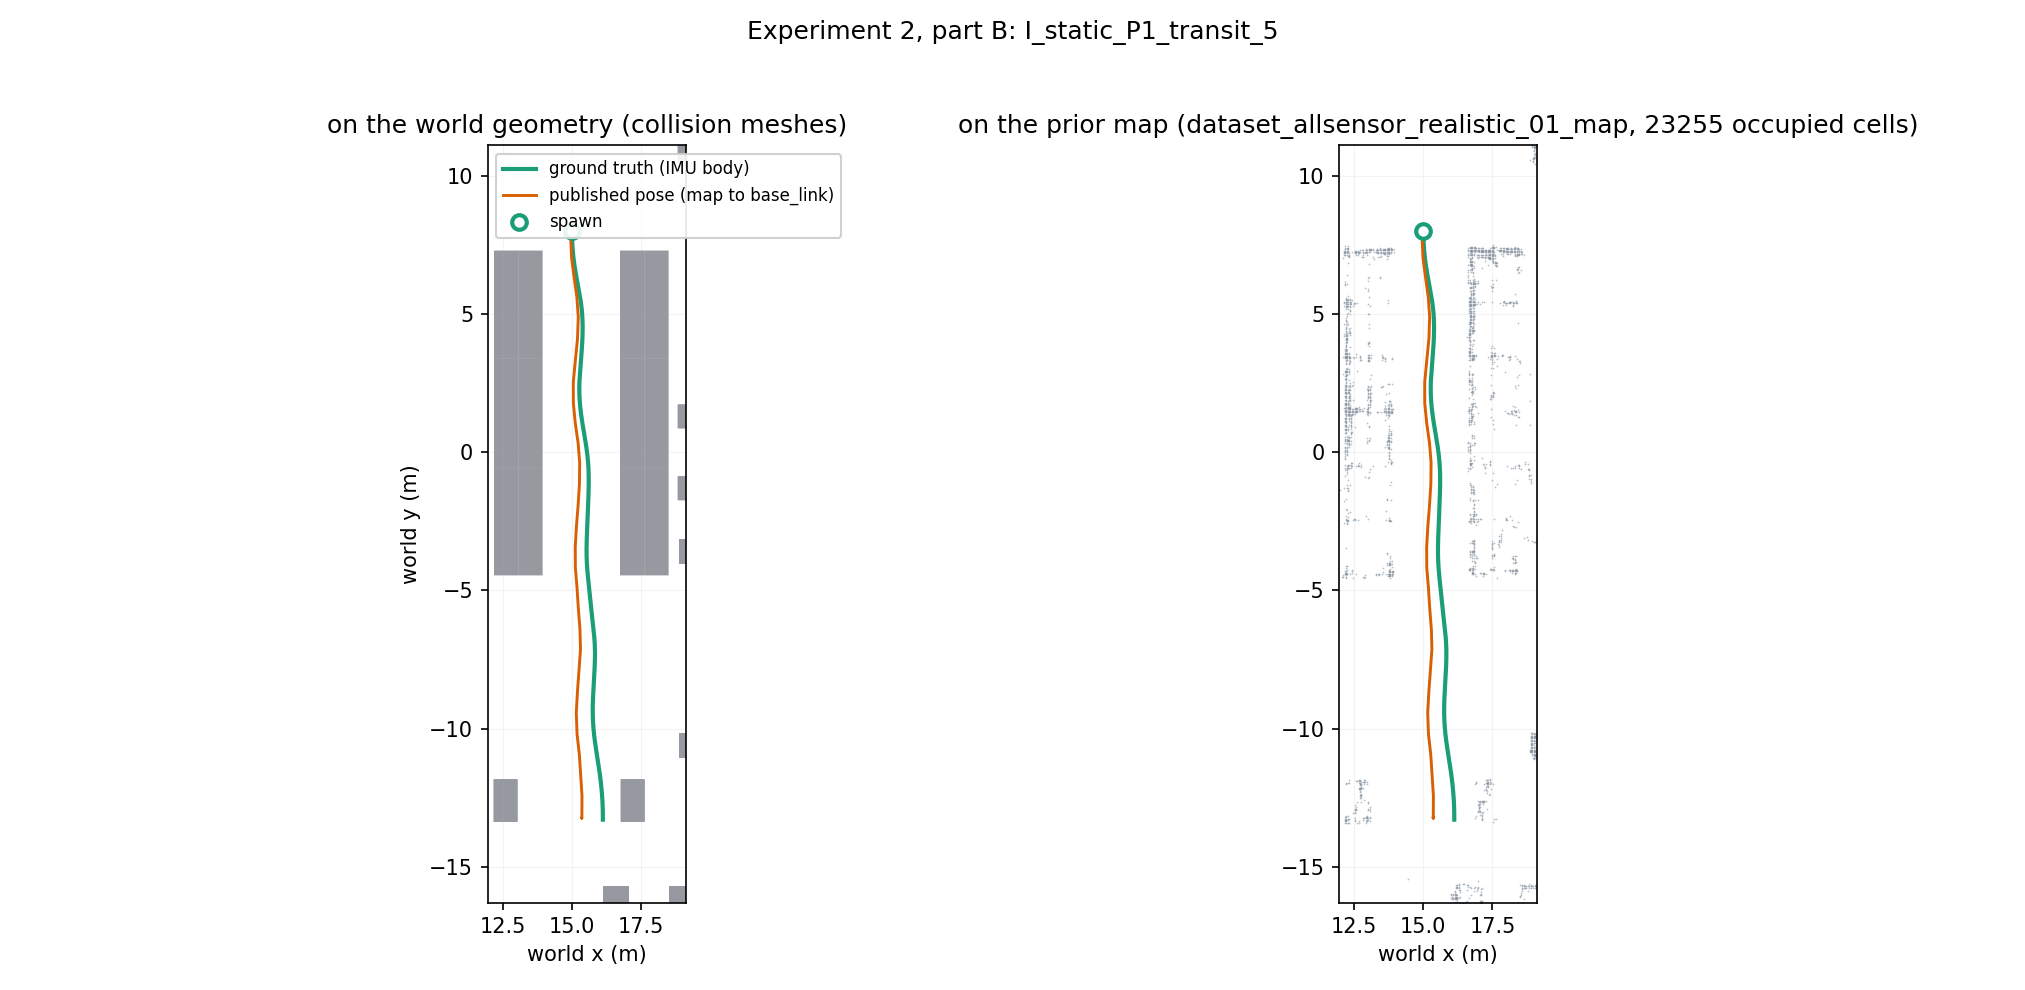 Experiment 2, part B: I_static_P1_transit_5
on the world geometry (collision meshes)
ground truth (IMU body)
published pose (map to base_link)
spawn
10
5
0
−5
−10
−15
world y (m)
12.5 15.0 17.5
world x (m)
on the prior map (dataset_allsensor_realistic_01_map, 23255 occupied cells)
10
5
0
−5
−10
−15
12.5 15.0 17.5
world x (m)